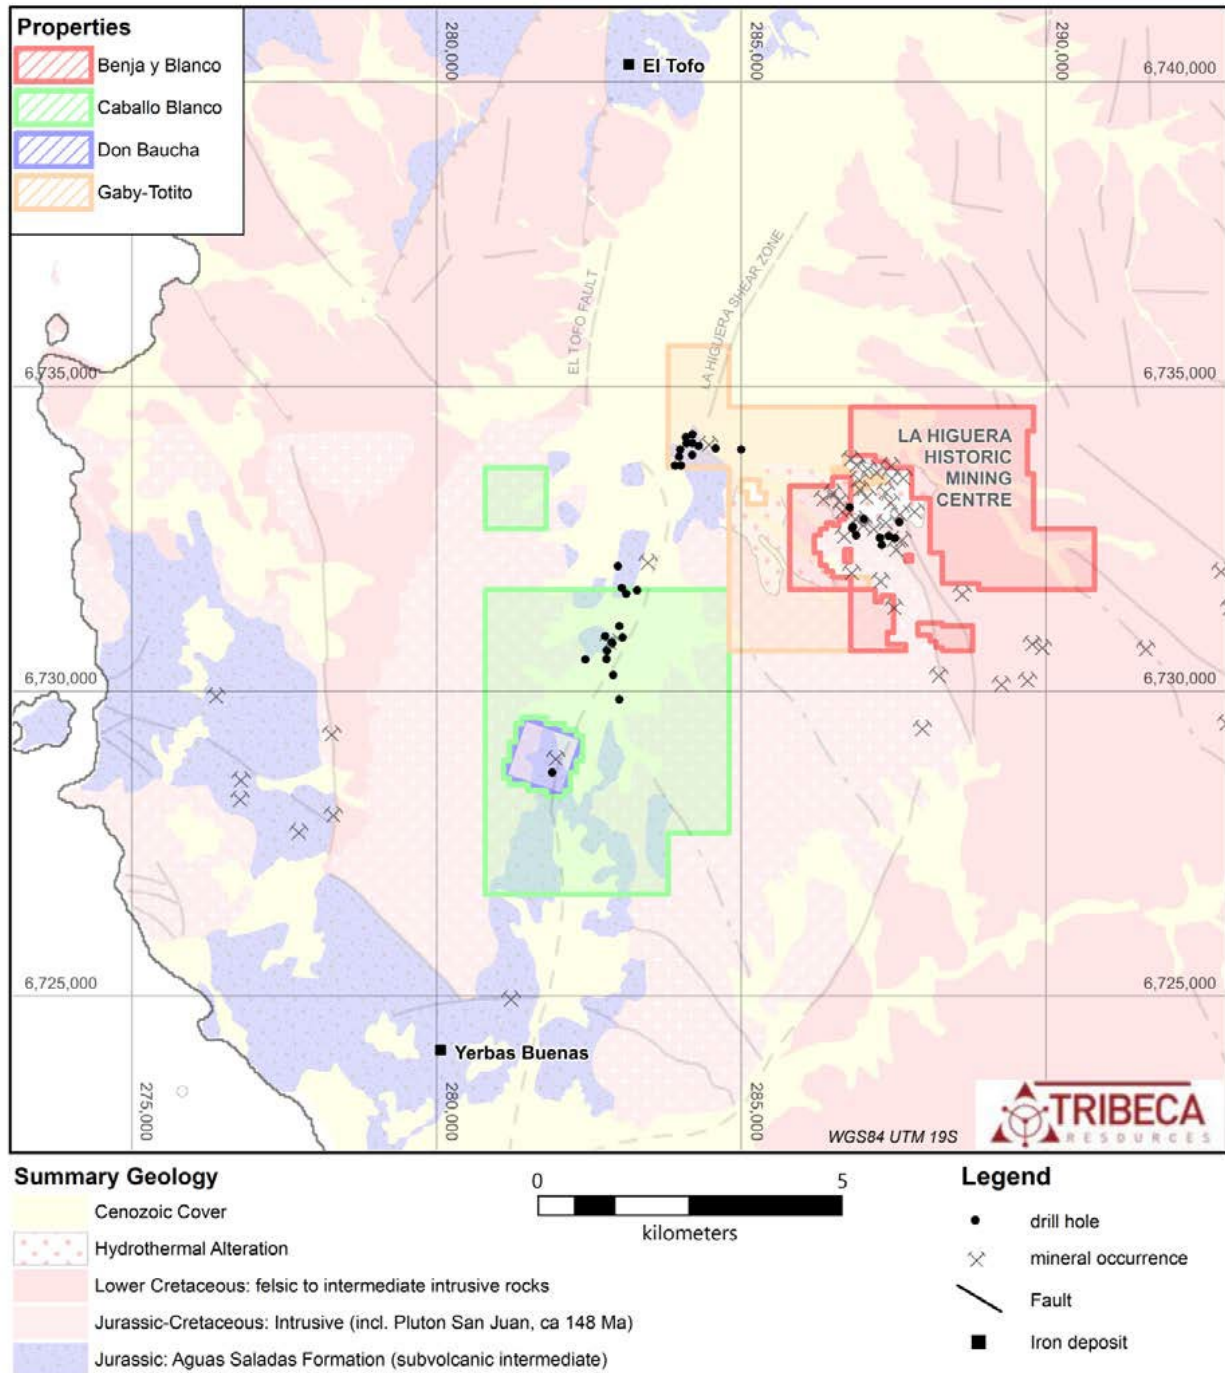 Properties
Benja y Blanco
Caballo Blanco
Don Baucha
Gaby-Totito
280,000
285,000
290,000
El Tofo
6,740,000
6,740,000
EL TOFO FAULT
LA HIGUERA SHEAR ZONE
6,735,000
6,735,000
LA HIGUERA
HISTORIC
MINING
CENTRE
6,730,000
6,730,000
6,725,000
6,725,000
Yerbas Buenas
275,000
280,000
285,000
WGS84 UTM 19S
TRIBECA
RESOURCES
Summary Geology
Cenozoic Cover
Hydrothermal Alteration
Lower Cretaceous: felsic to intermediate intrusive rocks
Jurassic-Cretaceous: Intrusive (incl. Pluton San Juan, ca 148 Ma)
Jurassic: Aguas Saladas Formation (subvolcanic intermediate)
0 5
kilometers
Legend
drill hole
mineral occurrence
Fault
Iron deposit